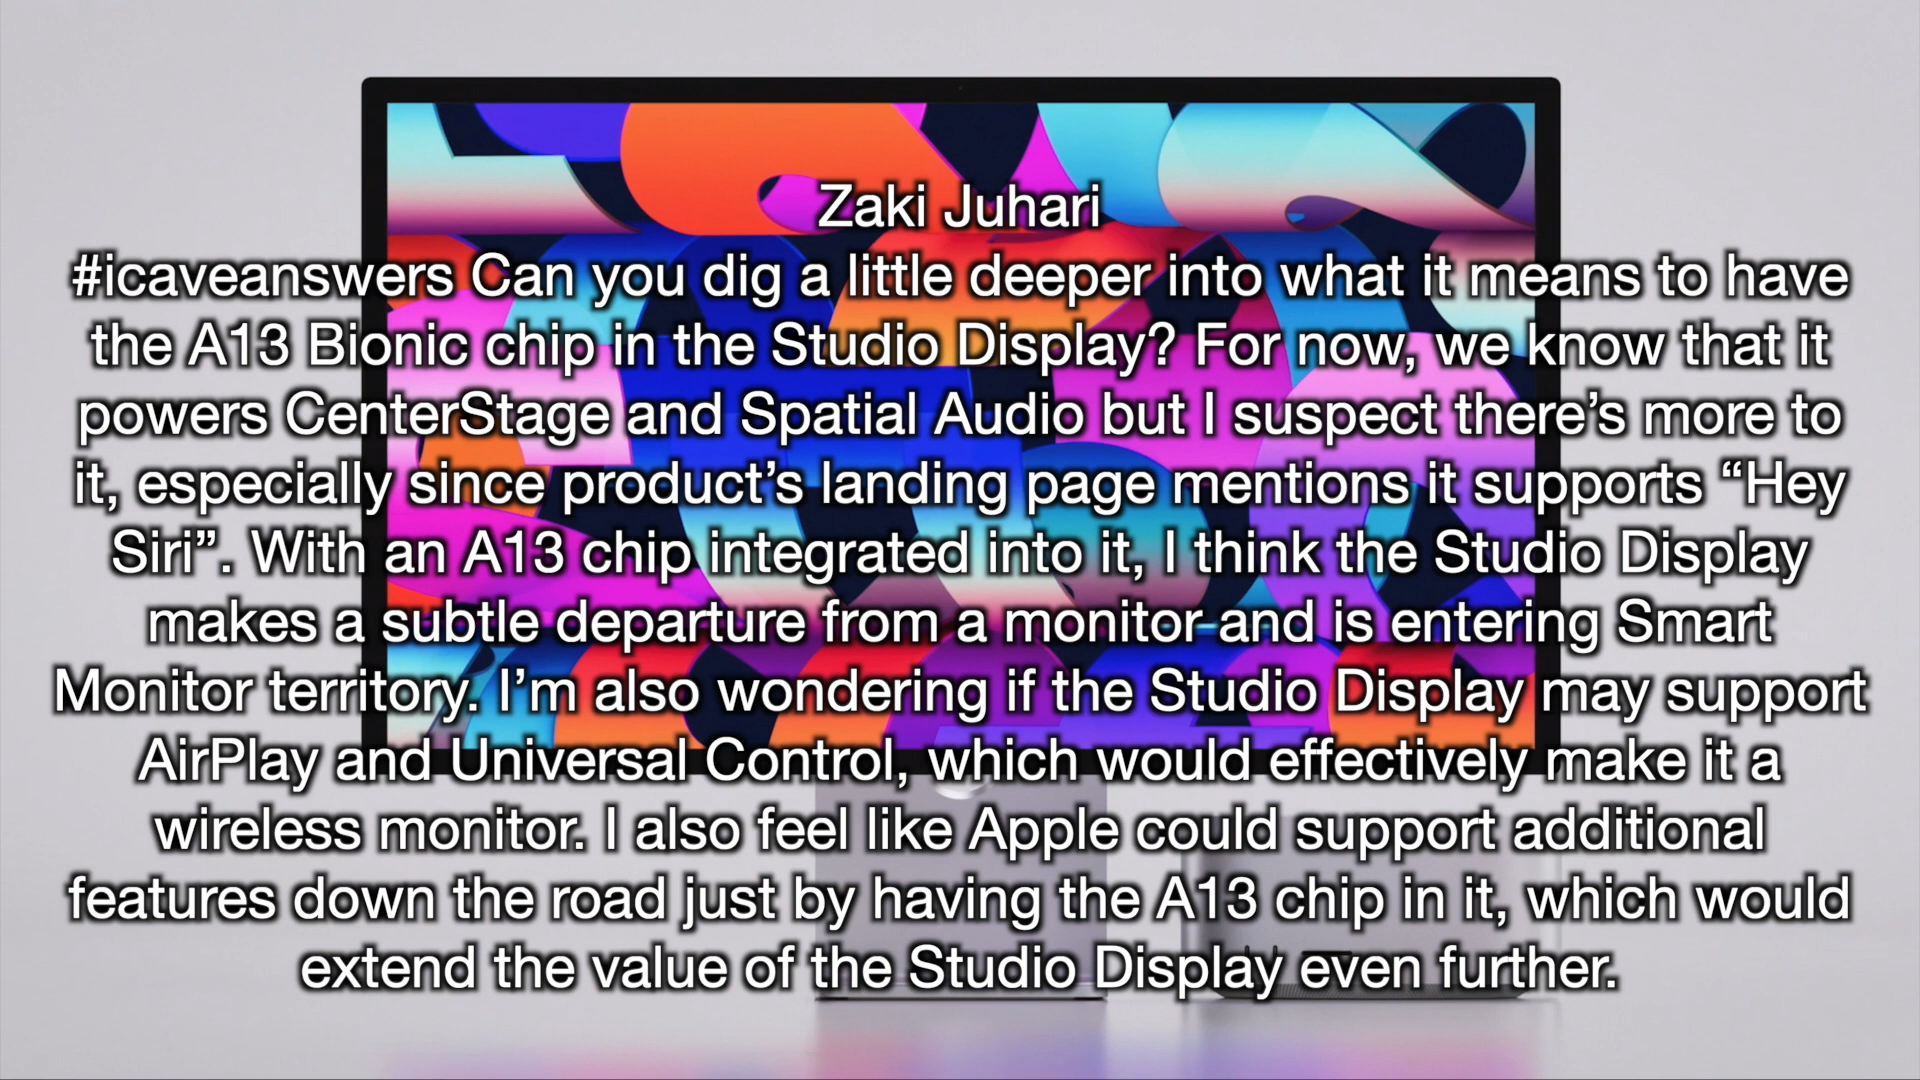 Zaki Juhari
#icaveanswers Can you dig a little deeper into what it means to have
the A13 Bionic chip in the Studio Display? For now, we know that it
powers CenterStage and Spatial Audio but I suspect there’s more to
it, especially since product’s landing page mentions it supports “Hey
Siri”. With an A13 chip integrated into it, I think the Studio Display
makes a subtle departure from a monitor and is entering Smart
Monitor territory. I’m also wondering if the Studio Display may support
AirPlay and Universal Control, which would effectively make it a
wireless monitor. I also feel like Apple could support additional
features down the road just by having the A13 chip in it, which would
extend the value of the Studio Display even further.